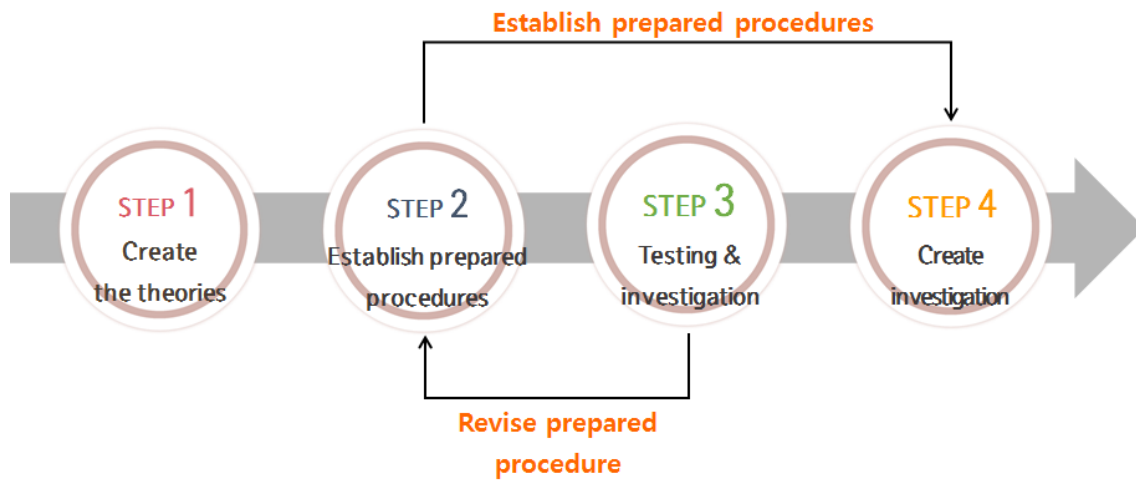 Establish prepared procedures
STEP 1
Create
the theories
STEP 2
Establish prepared
procedures
STEP 3
Testing &
investigation
STEP 4
Create
investigation
Revise prepared
procedure